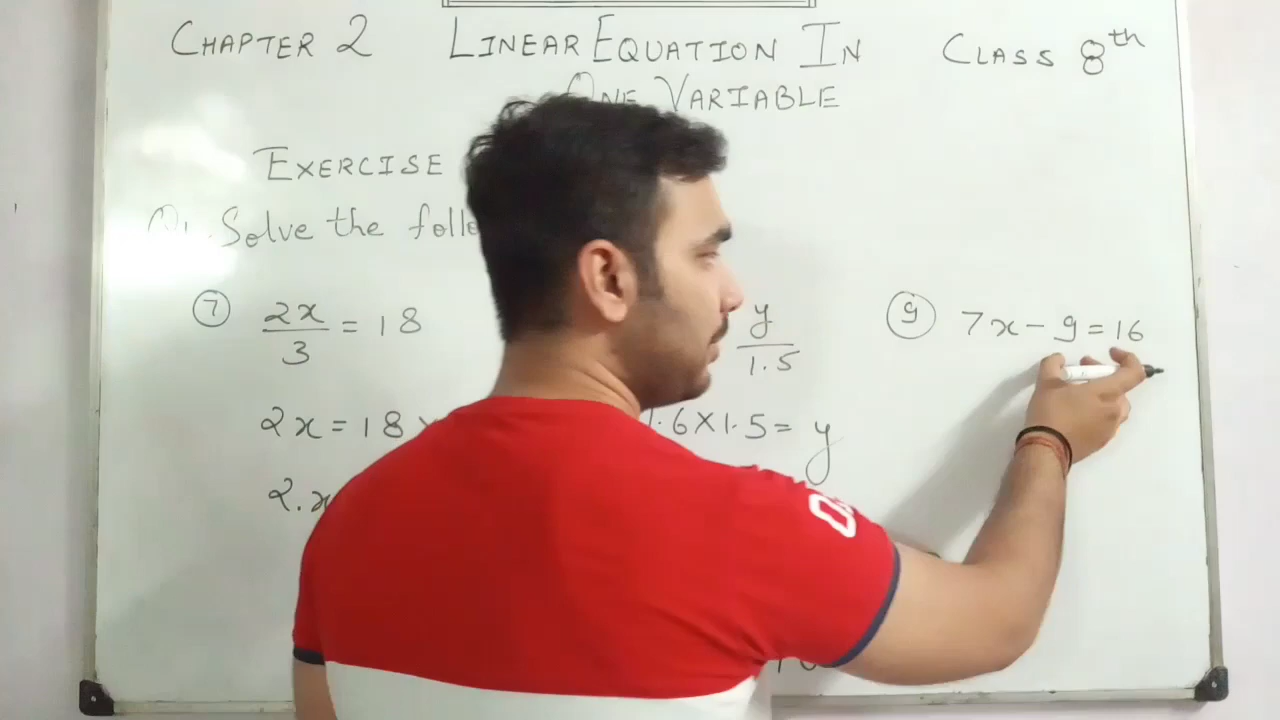 CHAPTER 2 LINEAR EQUATION IN CLASS 8th
ONE VARIABLE
EXERCISE
Q1. Solve the
7 2x/3 = 18 y/1.5 9 7x - 9 = 16
2x = 18 .6 x 1.5 = y
2.x